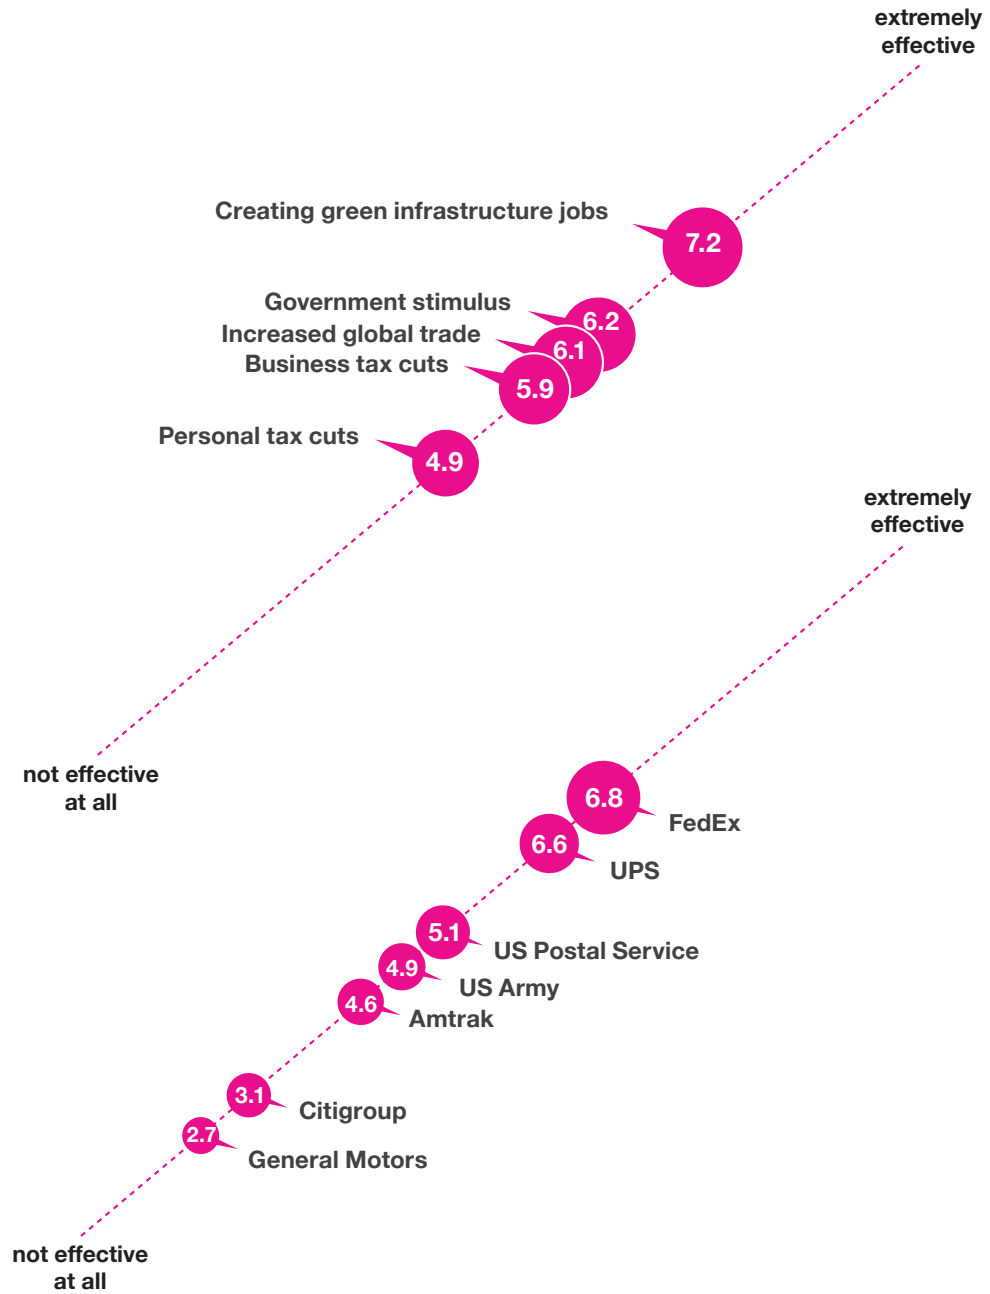 extremely
effective
Creating green infrastructure jobs
7.2
Government stimulus
6.2
Increased global trade
6.1
Business tax cuts
5.9
Personal tax cuts
4.9
not effective
at all
extremely
effective
6.8
FedEx
6.6
UPS
5.1
US Postal Service
4.9
US Army
4.6
Amtrak
3.1
Citigroup
2.7
General Motors
not effective
at all